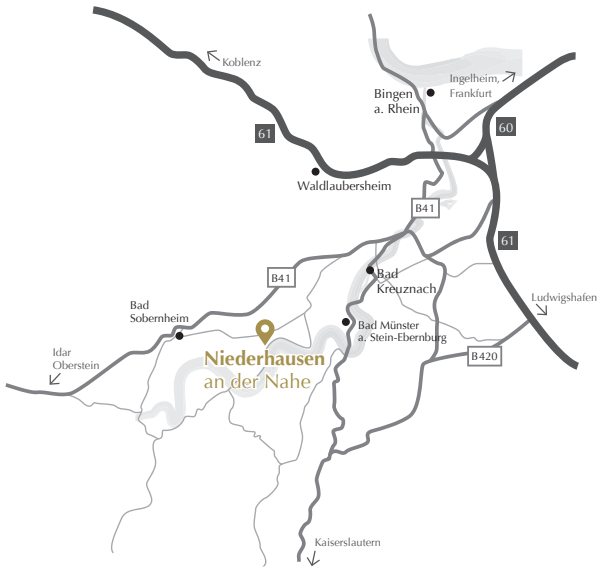 Koblenz
Ingelheim,
Frankfurt
Bingen
a. Rhein
60
61
Waldlaubersheim
B41
61
B41
Bad
Kreuznach
Ludwigshafen
Bad
Sobernheim
Bad Münster
a. Stein-Ebernburg
Idar
Oberstein
B420
Niederhausen
an der Nahe
Kaiserslautern